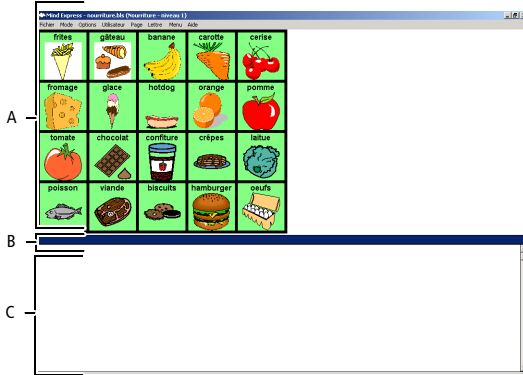 Mind Express - nourriture.bls (Nourriture - niveau 1)
Fichier Mode Options Utilisateur Page Lettre Menu Aide
frites gâteau banane carotte cerise
fromage glace hotdog orange pomme
A
tomate chocolat confiture crêpes laitue
poisson viande biscuits hamburger oeufs
B
C